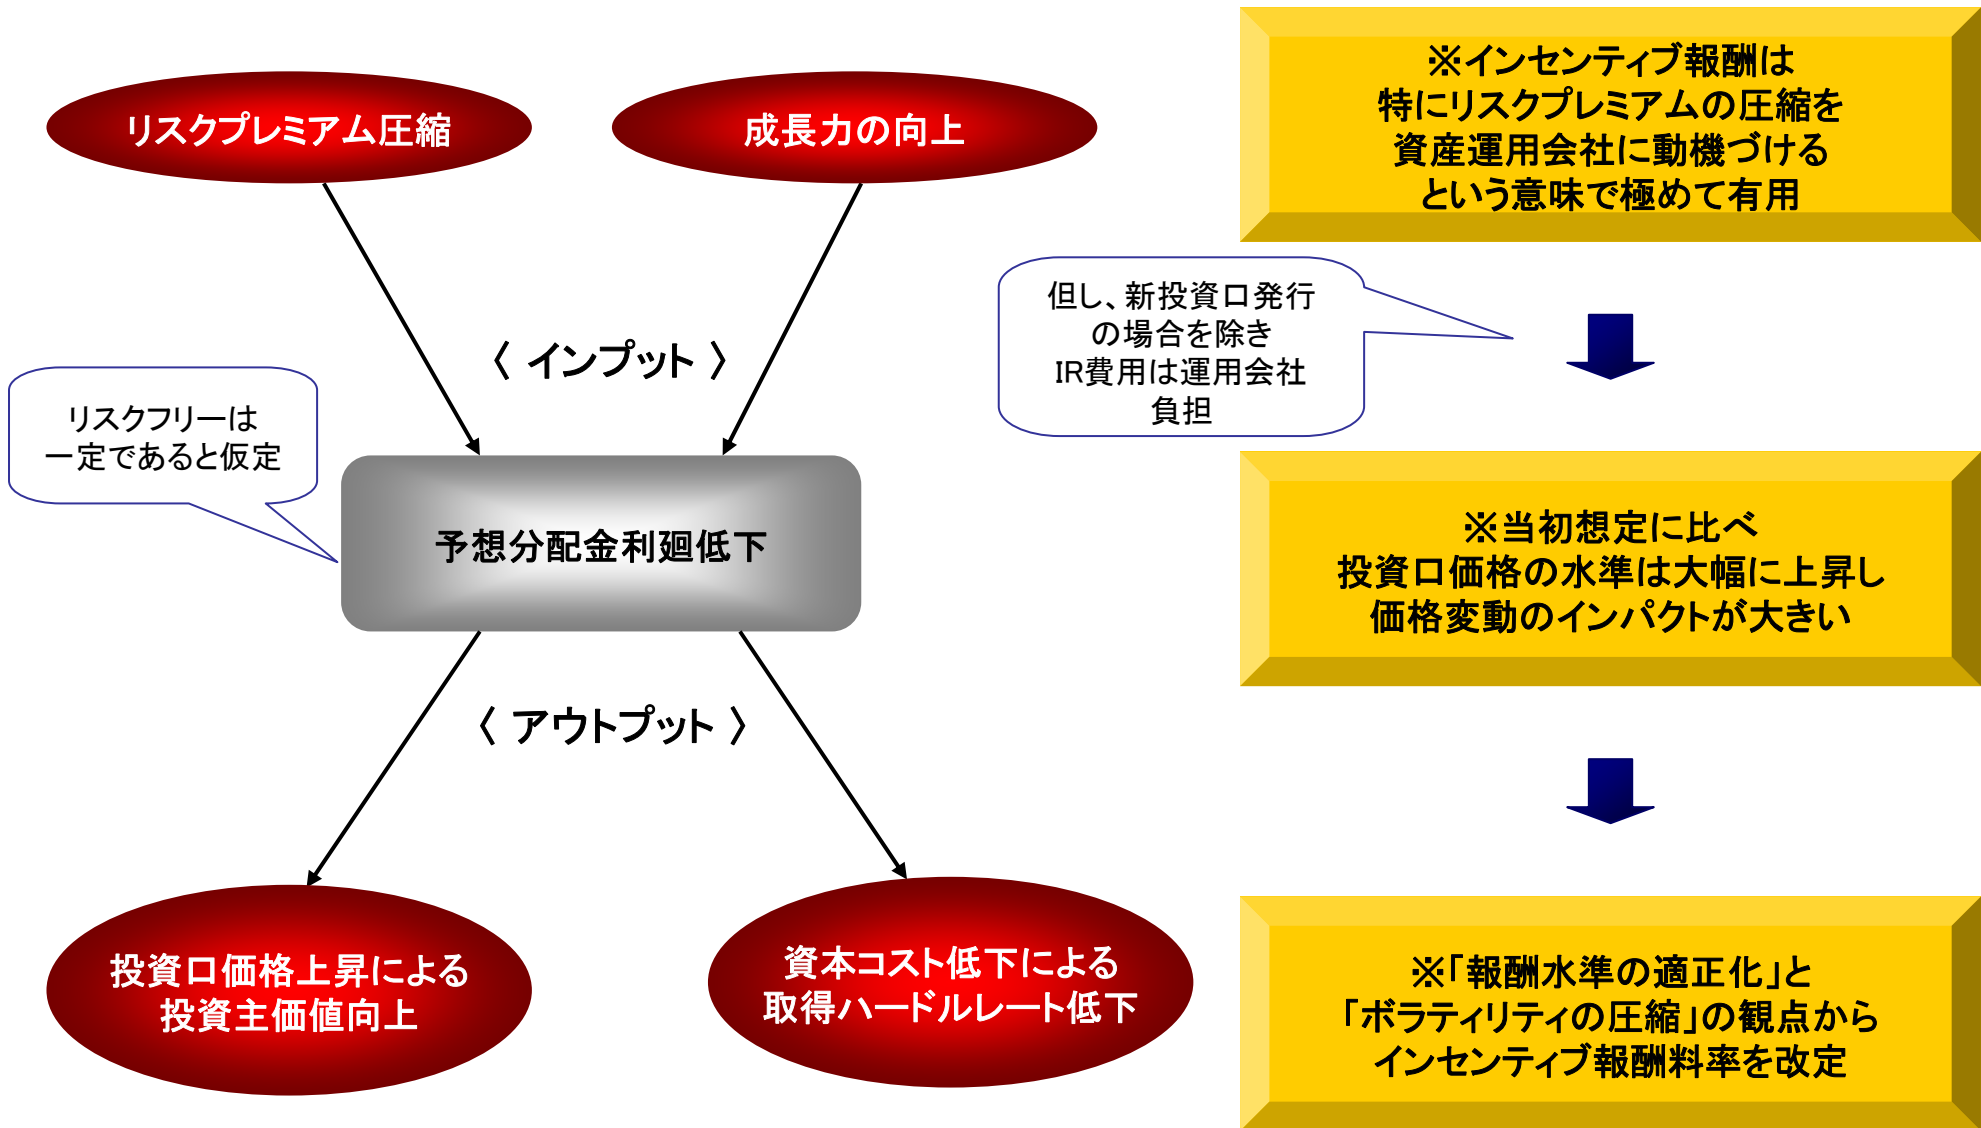 リスクプレミアム圧縮
成長力の向上
〈 インプット 〉
リスクフリーは
一定であると仮定
予想分配金利廻低下
〈 アウトプット 〉
投資口価格上昇による
投資主価値向上
資本コスト低下による
取得ハードルレート低下
※インセンティブ報酬は
特にリスクプレミアムの圧縮を
資産運用会社に動機づける
という意味で極めて有用
但し、新投資口発行
の場合を除き
IR費用は運用会社
負担
※当初想定に比べ
投資口価格の水準は大幅に上昇し
価格変動のインパクトが大きい
※「報酬水準の適正化」と
「ボラティリティの圧縮」の観点から
インセンティブ報酬料率を改定